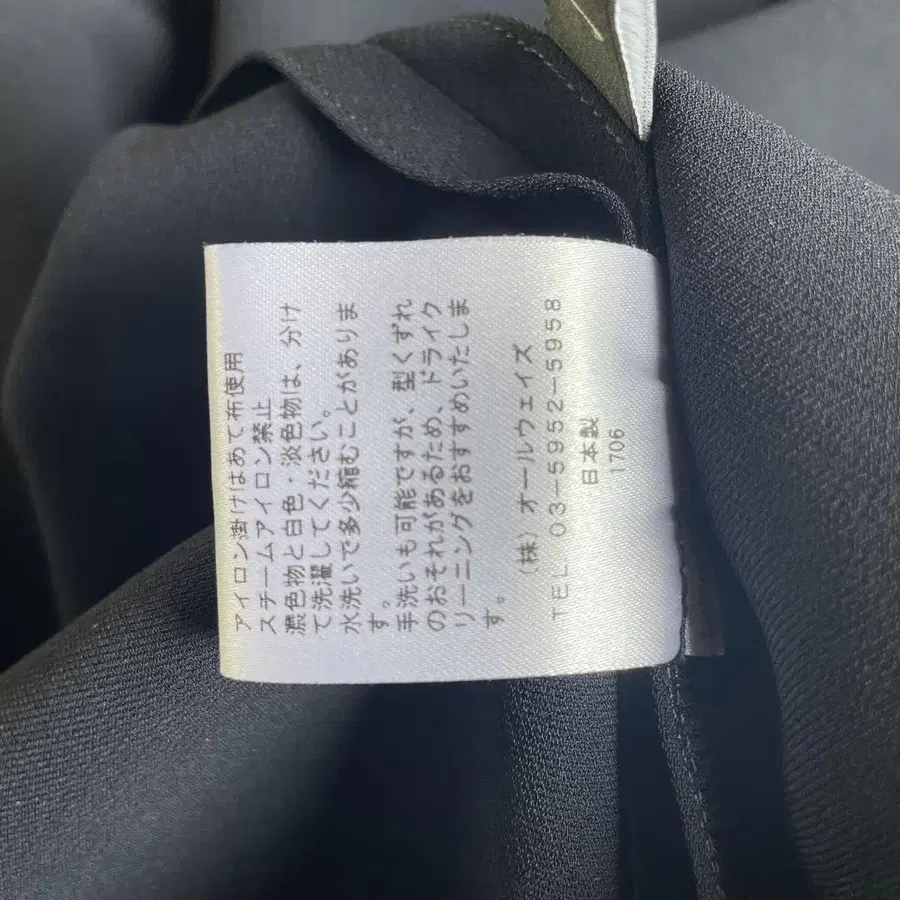 アイロン掛けはあて布使用
スチームアイロン禁止
濃色物と白色・淡色物は、分け
て洗濯してください。
水洗いで多少縮むことがありま
す。
手洗いも可能ですが、型くずれ
のおそれがあるため、ドライク
リーニングをおすすめいたしま
す。
(株)オールウェイズ
TEL 03-5952-5958
日本製
1706